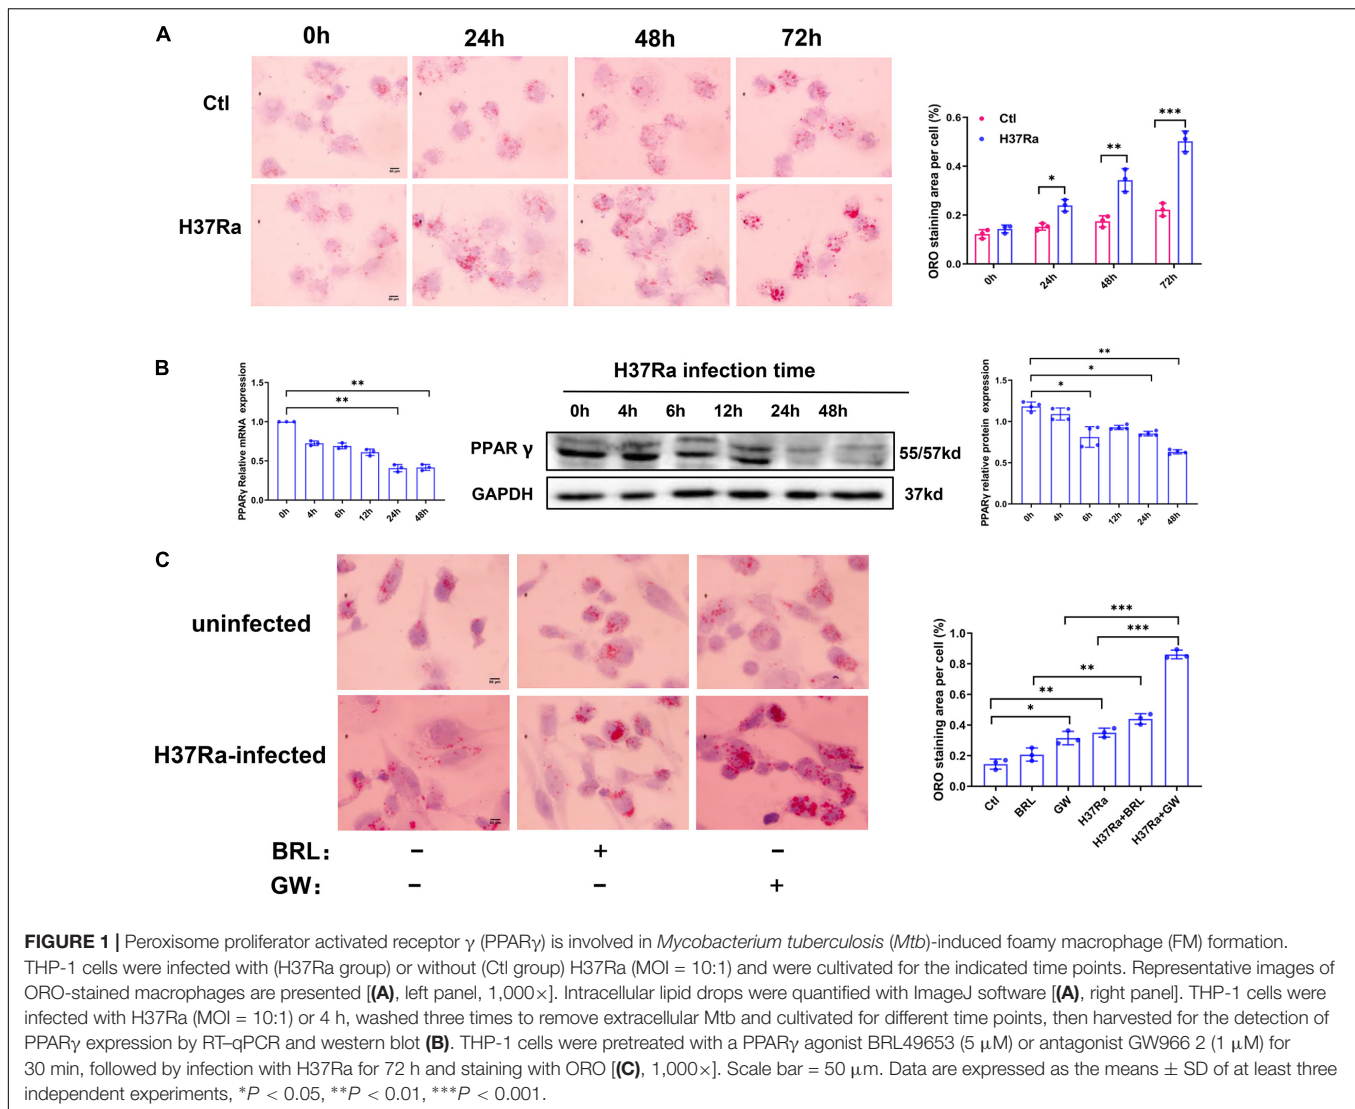 A
0h 24h 48h 72h
Ctl
H37Ra
ORO staining area per cell (%)
0.6
0.4
0.2
0.0
Ctl
H37Ra
* ** ***
0h 24h 48h 72h
B
PPARγ Relative mRNA expression
1.5
1.0
0.5
0.0
**
**
0h 4h 6h 12h 24h 48h
H37Ra infection time
0h 4h 6h 12h 24h 48h
PPAR γ 55/57kd
GAPDH 37kd
PPARγ relative protein expression
1.5
1.0
0.5
0.0
**
*
*
0h 4h 6h 12h 24h 48h
C
uninfected
H37Ra-infected
BRL: – + –
GW: – – +
ORO staining area per cell (%)
1.0
0.8
0.6
0.4
0.2
0.0
***
***
**
**
*
Ctl BRL GW H37Ra H37Ra+BRL H37Ra+GW
FIGURE 1 | Peroxisome proliferator activated receptor γ (PPARγ) is involved in Mycobacterium tuberculosis (Mtb)-induced foamy macrophage (FM) formation.
THP-1 cells were infected with (H37Ra group) or without (Ctl group) H37Ra (MOI = 10:1) and were cultivated for the indicated time points. Representative images of
ORO-stained macrophages are presented [(A), left panel, 1,000×]. Intracellular lipid drops were quantified with ImageJ software [(A), right panel]. THP-1 cells were
infected with H37Ra (MOI = 10:1) or 4 h, washed three times to remove extracellular Mtb and cultivated for different time points, then harvested for the detection of
PPARγ expression by RT–qPCR and western blot (B). THP-1 cells were pretreated with a PPARγ agonist BRL49653 (5 μM) or antagonist GW966 2 (1 μM) for
30 min, followed by infection with H37Ra for 72 h and staining with ORO [(C), 1,000×]. Scale bar = 50 μm. Data are expressed as the means ± SD of at least three
independent experiments, *P < 0.05, **P < 0.01, ***P < 0.001.